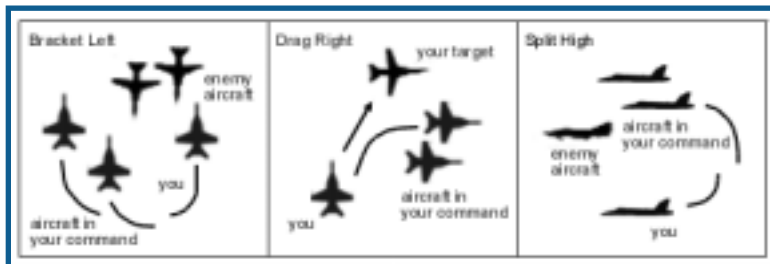 Bracket Left
enemy
aircraft
you
aircraft in
your command
Drag Right
your target
you
aircraft in
your command
Split High
aircraft in
your command
enemy
aircraft
you